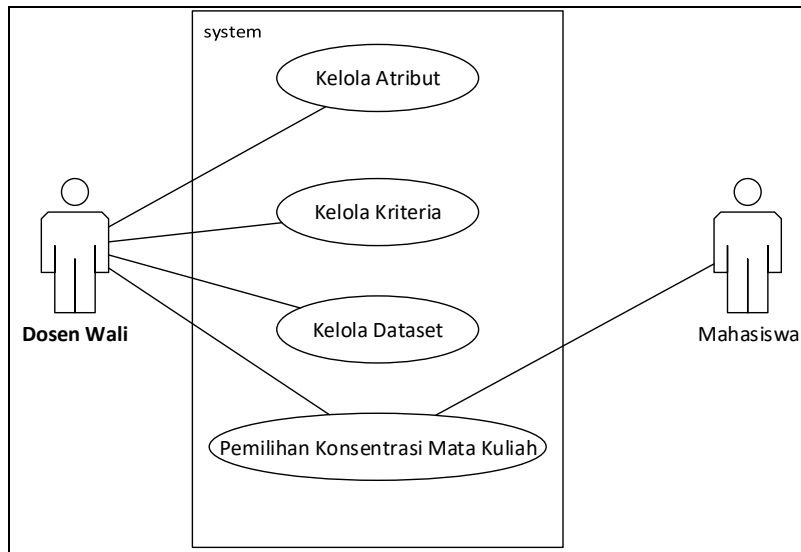 system
Kelola Atribut
Kelola Kriteria
Kelola Dataset
Dosen Wali
Mahasiswa
Pemilihan Konsentrasi Mata Kuliah